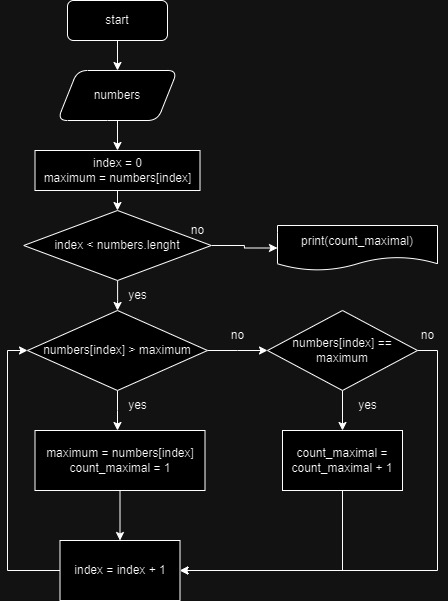 start
numbers
index = 0
maximum = numbers[index]
no
index < numbers.lenght
print(count_maximal)
yes
numbers[index] > maximum
no
numbers[index] ==
maximum
no
yes
yes
maximum = numbers[index]
count_maximal = 1
count_maximal =
count_maximal + 1
index = index + 1